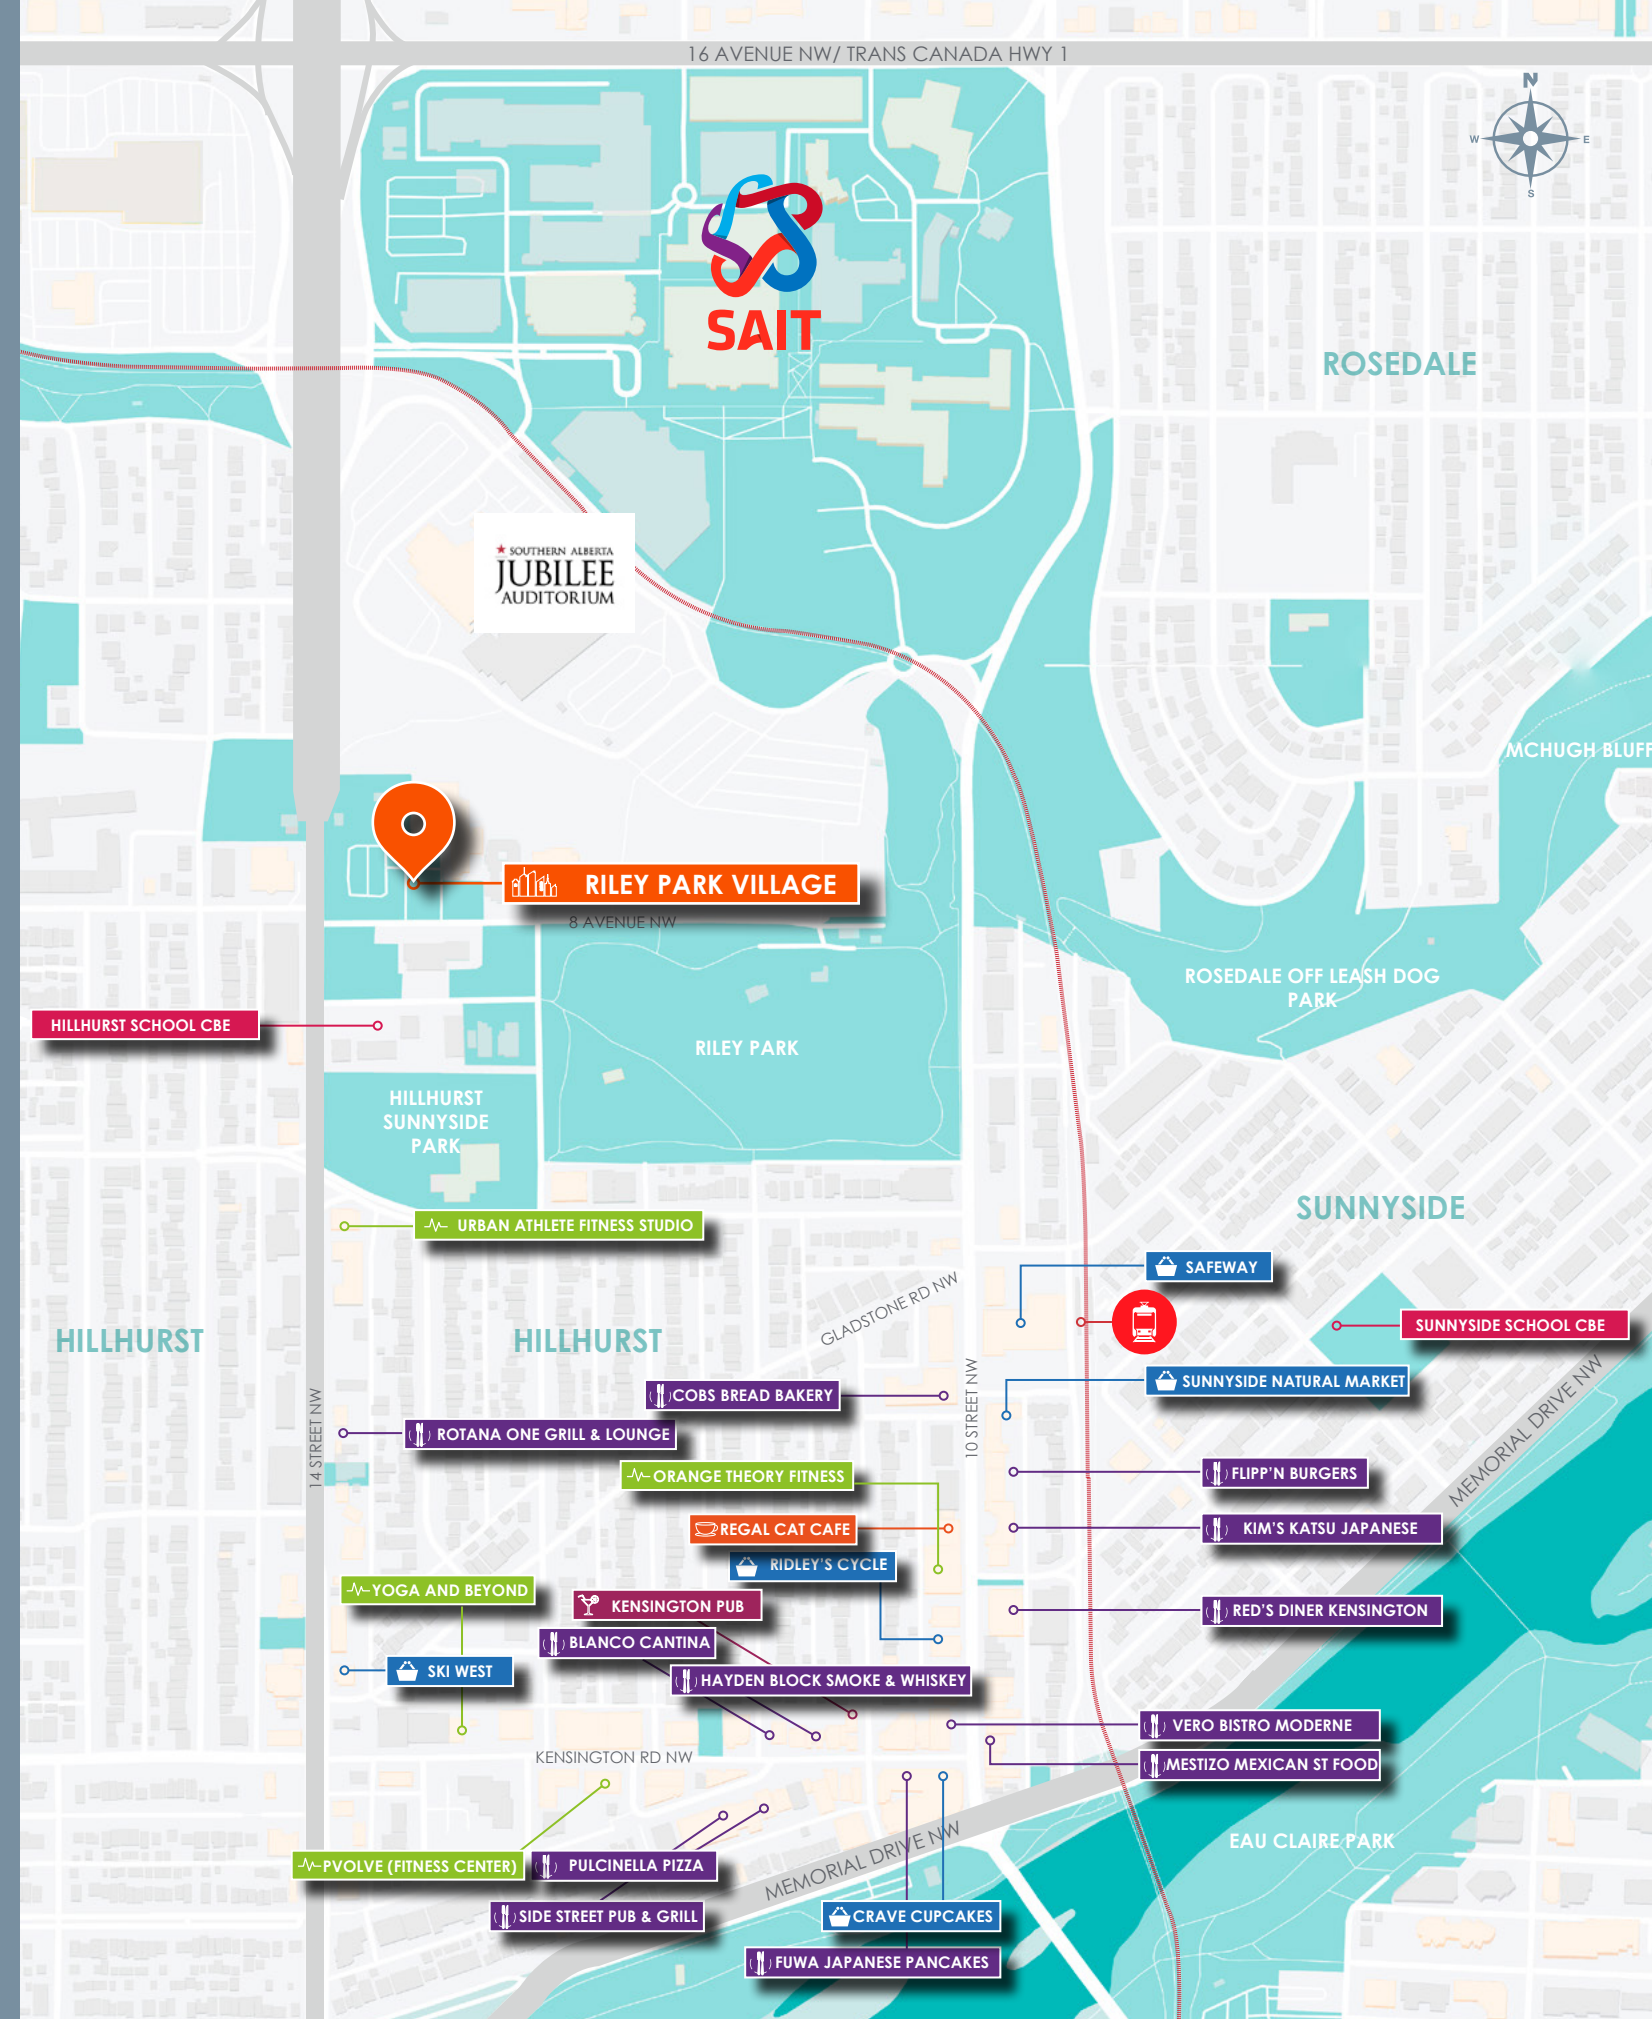 16 AVENUE NW/ TRANS CANADA HWY 1
N
W
E
S
SAIT
ROSEDALE
SOUTHERN ALBERTA
JUBILEE
AUDITORIUM
MCHUGH BLUFF
RILEY PARK VILLAGE
8 AVENUE NW
ROSEDALE OFF LEASH DOG
PARK
HILLHURST SCHOOL CBE
RILEY PARK
HILLHURST
SUNNYSIDE
PARK
SUNNYSIDE
URBAN ATHLETE FITNESS STUDIO
SAFEWAY
GLADSTONE RD NW
SUNNYSIDE SCHOOL CBE
HILLHURST
HILLHURST
SUNNYSIDE NATURAL MARKET
COBS BREAD BAKERY
10 STREET NW
MEMORIAL DRIVE NW
14 STREET NW
ROTANA ONE GRILL & LOUNGE
ORANGE THEORY FITNESS
FLIPP'N BURGERS
REGAL CAT CAFE
KIM'S KATSU JAPANESE
RIDLEY'S CYCLE
YOGA AND BEYOND
KENSINGTON PUB
RED'S DINER KENSINGTON
BLANCO CANTINA
SKI WEST
HAYDEN BLOCK SMOKE & WHISKEY
VERO BISTRO MODERNE
KENSINGTON RD NW
MESTIZO MEXICAN ST FOOD
EAU CLAIRE PARK
MEMORIAL DRIVE NW
PVOLVE (FITNESS CENTER)
PULCINELLA PIZZA
SIDE STREET PUB & GRILL
CRAVE CUPCAKES
FUWA JAPANESE PANCAKES